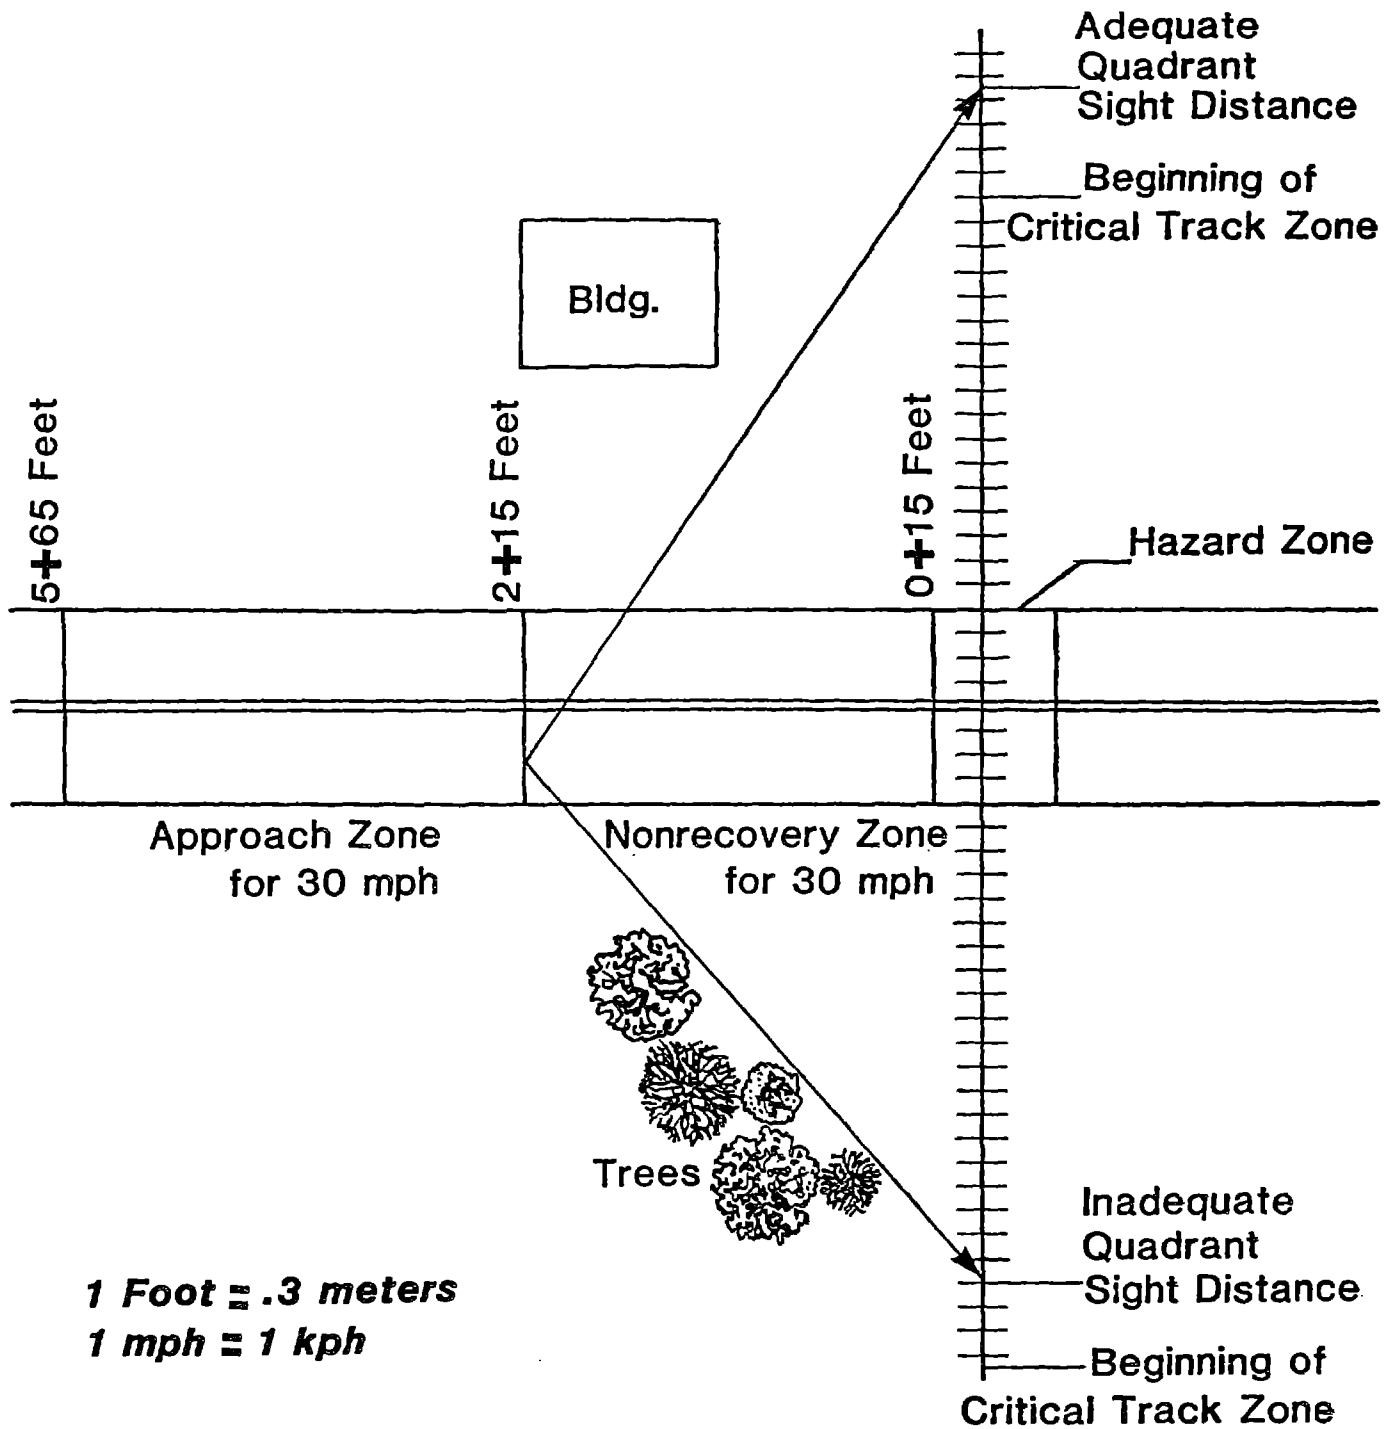 Adequate
Quadrant
Sight Distance
Beginning of
Critical Track Zone
Bldg.
5+65 Feet
2+15 Feet
0+15 Feet
Hazard Zone
Approach Zone
for 30 mph
Nonrecovery Zone
for 30 mph
Trees
Inadequate
Quadrant
Sight Distance
1 Foot = .3 meters
1 mph = 1 kph
Beginning of
Critical Track Zone